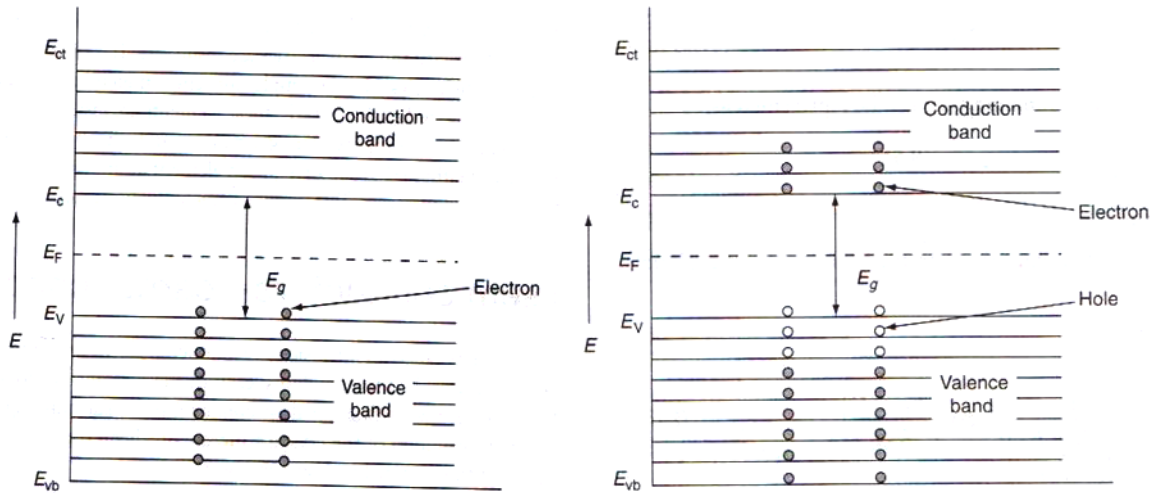 E_ct
Conduction
band
E_c
E_F
E_g
Electron
E_V
E
Valence
band
E_vb
E_ct
Conduction
band
E_c
Electron
E_F
E_g
Hole
E_V
E
Valence
band
E_vb